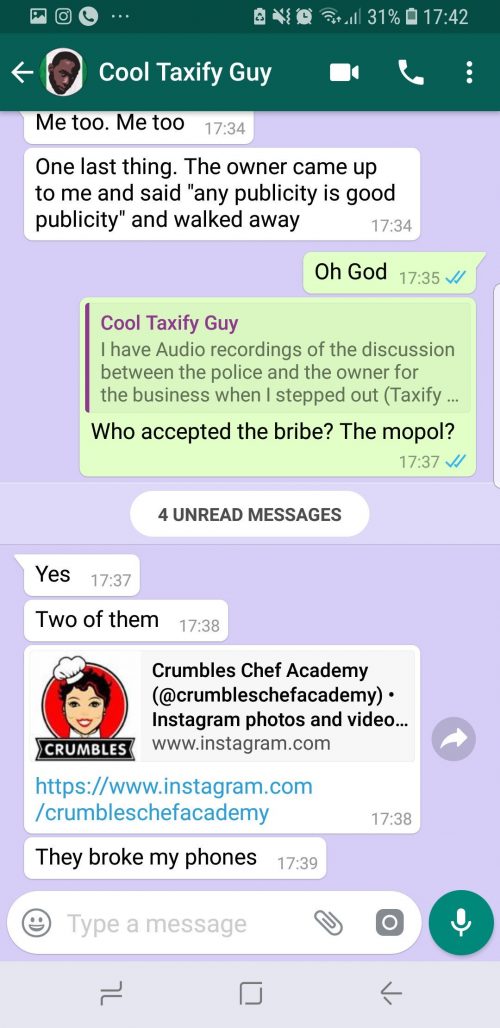 31% 17:42
Cool Taxify Guy
Me too. Me too 17:34
One last thing. The owner came up
to me and said "any publicity is good
publicity" and walked away
17:34
Oh God 17:35
Cool Taxify Guy
I have Audio recordings of the discussion
between the police and the owner for
the business when I stepped out (Taxify ...
Who accepted the bribe? The mopol?
17:37
4 UNREAD MESSAGES
Yes 17:37
Two of them 17:38
CRUMBLES
Crumbles Chef Academy
(@crumbleschefacademy) •
Instagram photos and video...
www.instagram.com
https://www.instagram.com
/crumbleschefacademy
17:38
They broke my phones 17:39
Type a message